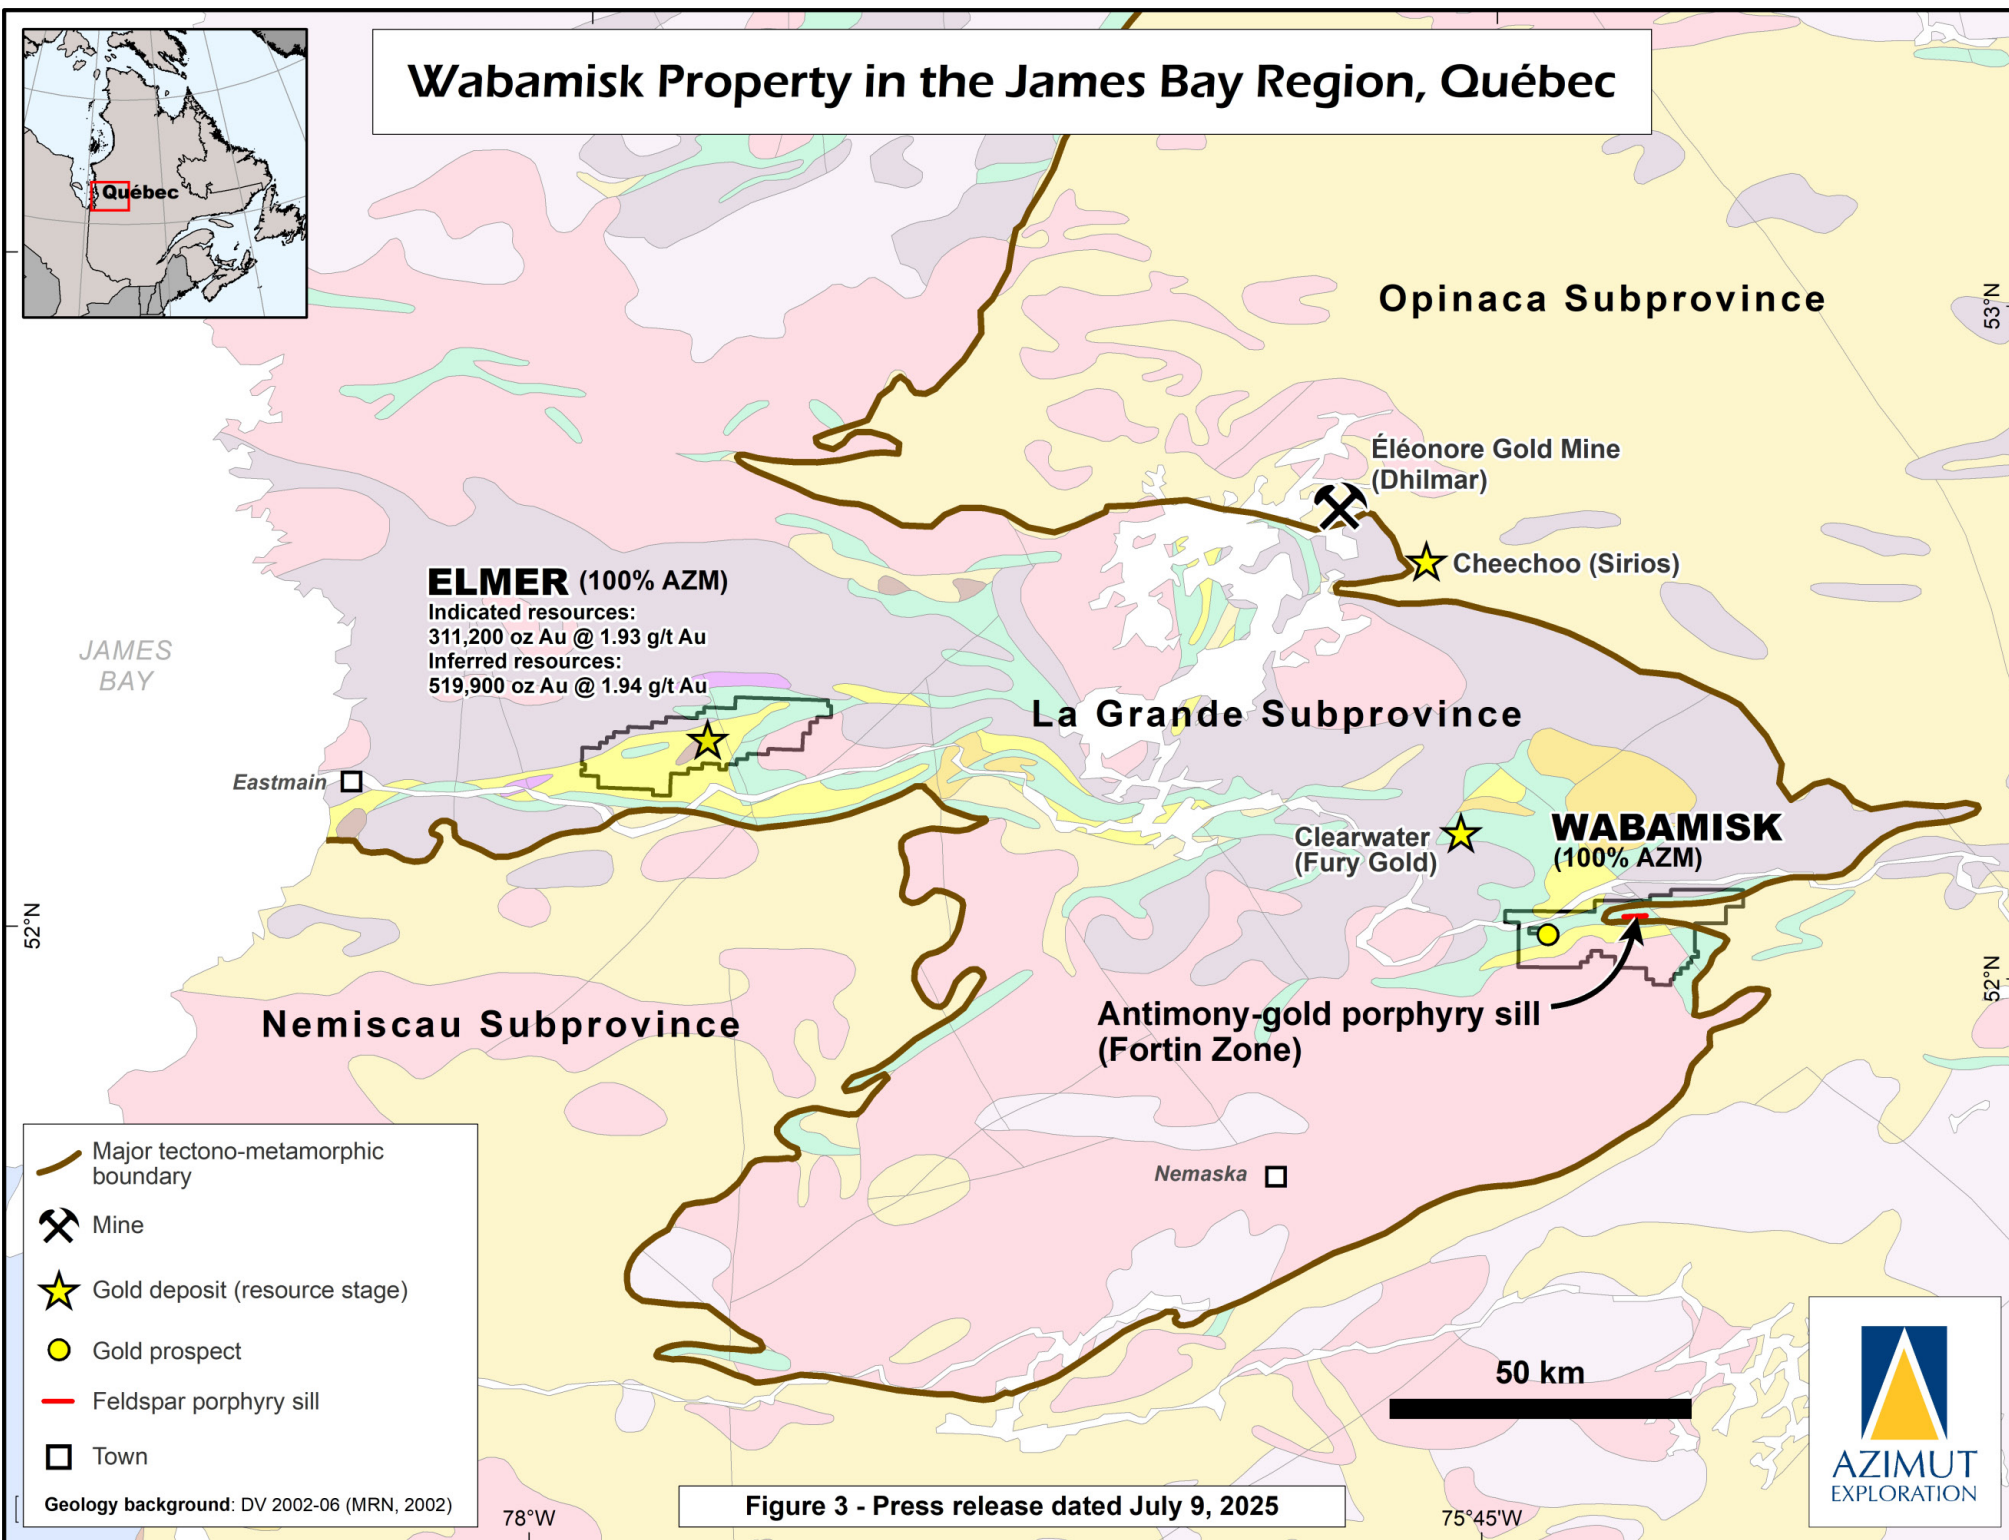 Wabamisk Property in the James Bay Region, Québec
Québec
Opinaca Subprovince
53°N
Éléonore Gold Mine
(Dhilmar)
Cheechoo (Sirios)
ELMER (100% AZM)
Indicated resources:
311,200 oz Au @ 1.93 g/t Au
Inferred resources:
519,900 oz Au @ 1.94 g/t Au
JAMES
BAY
La Grande Subprovince
Eastmain
Clearwater
(Fury Gold)
WABAMISK
(100% AZM)
52°N
52°N
Antimony-gold porphyry sill
(Fortin Zone)
Nemiscau Subprovince
Nemaska
Major tectono-metamorphic
boundary
Mine
Gold deposit (resource stage)
Gold prospect
Feldspar porphyry sill
Town
Geology background: DV 2002-06 (MRN, 2002)
50 km
78°W
Figure 3 - Press release dated July 9, 2025
75°45'W
AZIMUT
EXPLORATION